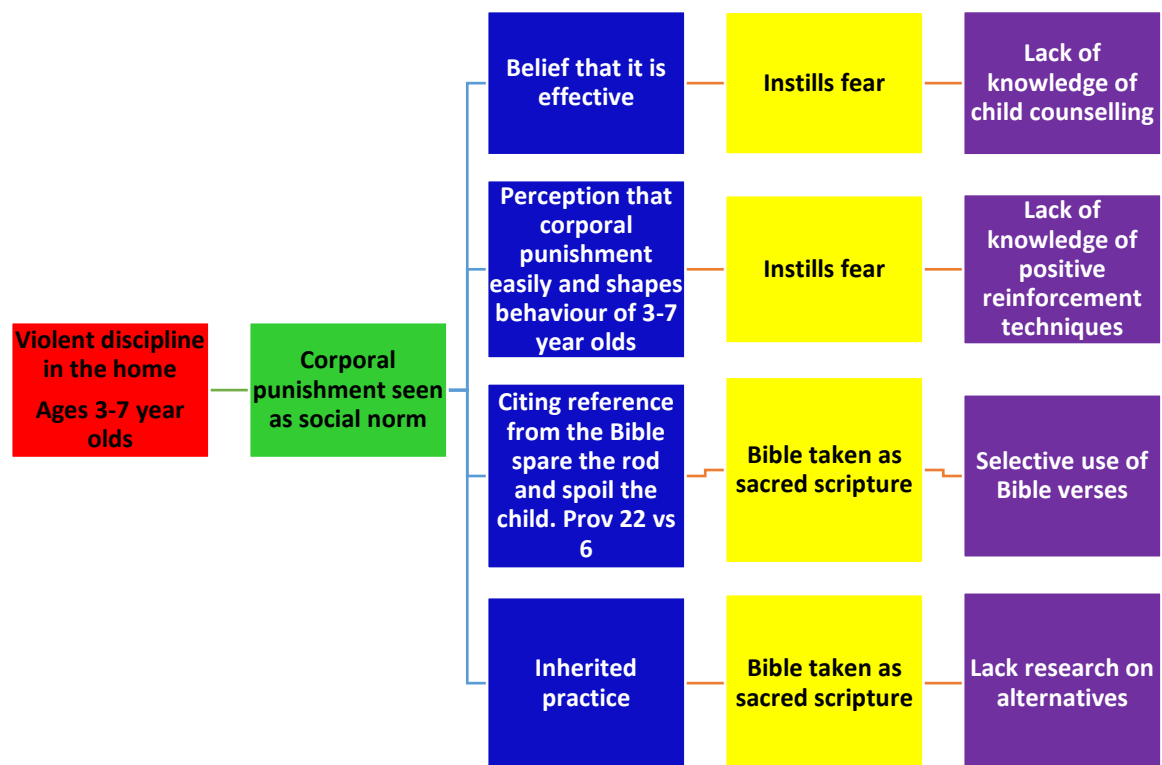 Violent discipline
in the home
Ages 3-7 year
olds
Corporal
punishment seen
as social norm
Belief that it is
effective
Instills fear
Lack of
knowledge of
child counselling
Perception that
corporal
punishment
easily and shapes
behaviour of 3-7
year olds
Instills fear
Lack of
knowledge of
positive
reinforcement
techniques
Citing reference
from the Bible
spare the rod
and spoil the
child. Prov 22 vs
6
Bible taken as
sacred scripture
Selective use of
Bible verses
Inherited
practice
Bible taken as
sacred scripture
Lack research on
alternatives